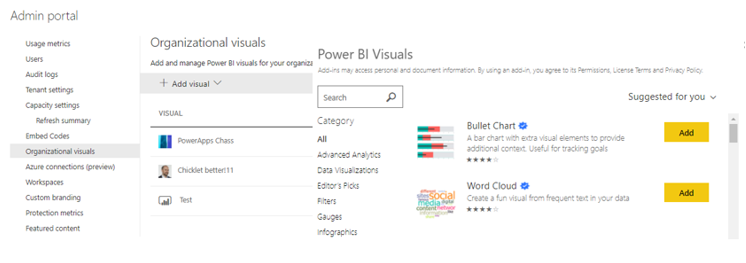 Admin portal
Usage metrics
Users
Audit logs
Tenant settings
Capacity settings
Refresh summary
Embed Codes
Organizational visuals
Azure connections (preview)
Workspaces
Custom branding
Protection metrics
Featured content
Organizational visuals
Add and manage Power BI visuals for your organiza
+ Add visual
VISUAL
PowerApps Chass
Chicklet better!11
Test
Power BI Visuals
Add-ins may access personal and document information. By using an add-in, you agree to its Permissions, License Terms and Privacy Policy.
Search
Suggested for you
Category
All
Advanced Analytics
Data Visualizations
Editor's Picks
Filters
Gauges
Infographics
Bullet Chart
A bar chart with extra visual elements to provide
additional context. Useful for tracking goals
Add
Word Cloud
Create a fun visual from frequent text in your data
Add
social
media
content